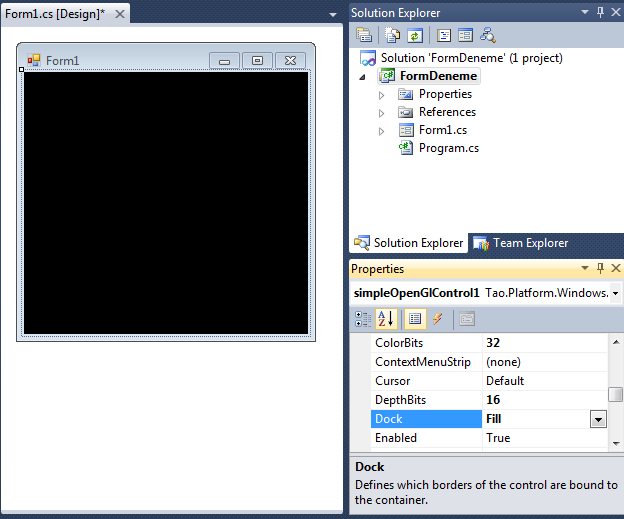 Form1.cs [Design]*
Form1
Solution Explorer
Solution 'FormDeneme' (1 project)
FormDeneme
Properties
References
Form1.cs
Program.cs
Solution Explorer
Team Explorer
Properties
simpleOpenGlControl1 Tao.Platform.Windows.
ColorBits 32
ContextMenuStrip (none)
Cursor Default
DepthBits 16
Dock Fill
Enabled True
Dock
Defines which borders of the control are bound to
the container.